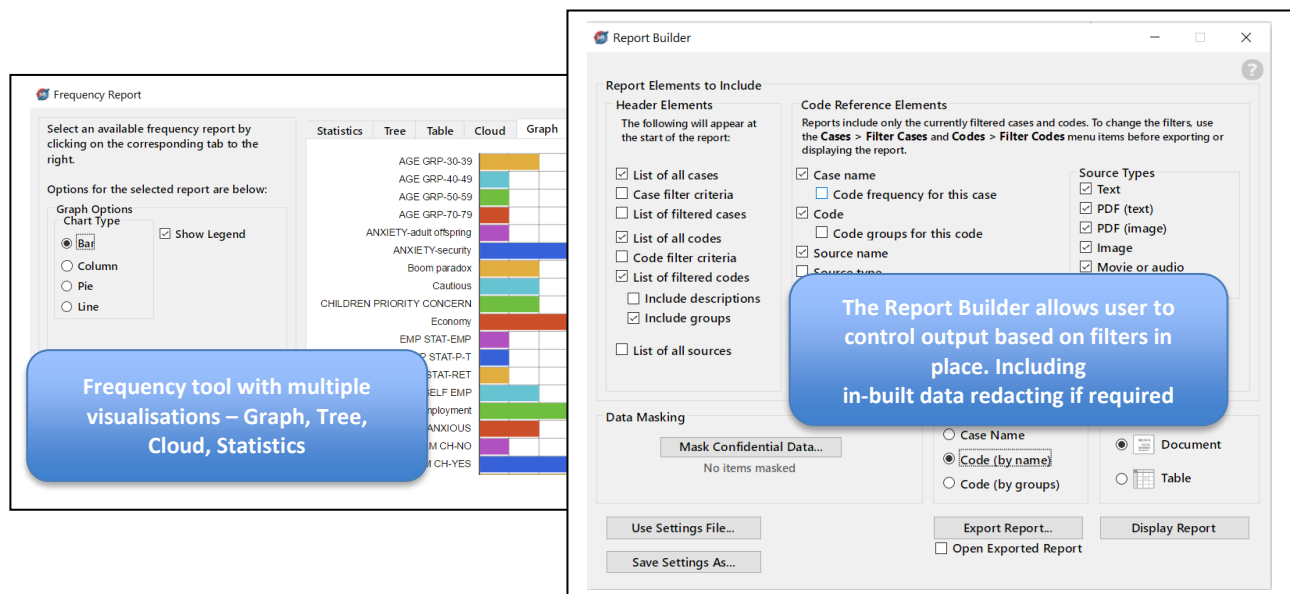 Frequency Report
Select an available frequency report by
clicking on the corresponding tab to the
right.
Options for the selected report are below:
Graph Options
Chart Type
Bar
Column
Pie
Line
Show Legend
Statistics Tree Table Cloud Graph
AGE GRP-30-39
AGE GRP-40-49
AGE GRP-50-59
AGE GRP-70-79
ANXIETY-adult offspring
ANXIETY-security
Boom paradox
Cautious
CHILDREN PRIORITY CONCERN
Economy
EMP STAT-EMP
STAT-P-T
STAT-RET
SELF EMP
ANXIOUS
CH-NO
CH-YES
Frequency tool with multiple
visualisations – Graph, Tree,
Cloud, Statistics
Report Builder
Report Elements to Include
Header Elements
The following will appear at
the start of the report:
List of all cases
Case filter criteria
List of filtered cases
List of all codes
Code filter criteria
List of filtered codes
Include descriptions
Include groups
List of all sources
Code Reference Elements
Reports include only the currently filtered cases and codes. To change the filters, use
the Cases > Filter Cases and Codes > Filter Codes menu items before exporting or
displaying the report.
Case name
Code frequency for this case
Code
Code groups for this code
Source name
Source type
Source Types
Text
PDF (text)
PDF (image)
Image
Movie or audio
The Report Builder allows user to
control output based on filters in
place. Including
in-built data redacting if required
Data Masking
Mask Confidential Data...
No items masked
Case Name
Code (by name)
Code (by groups)
Document
Table
Use Settings File...
Save Settings As...
Export Report...
Open Exported Report
Display Report